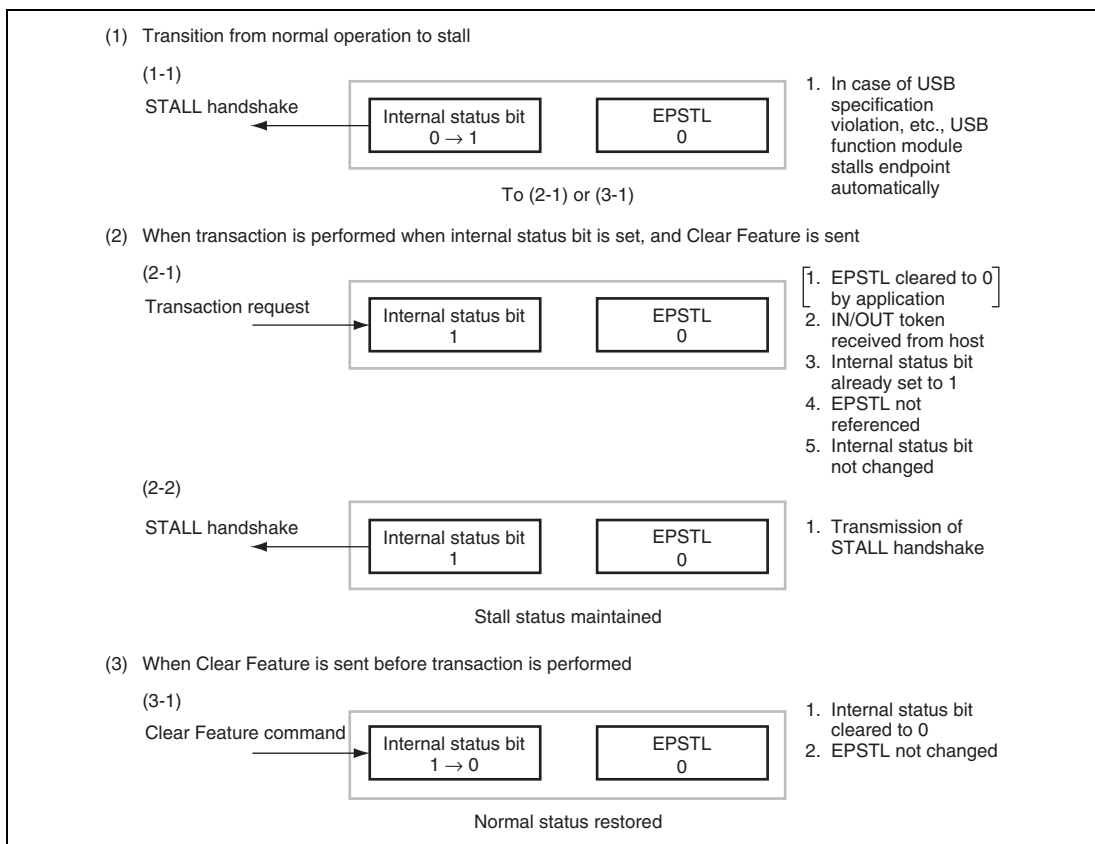 (1) Transition from normal operation to stall
(1-1)
STALL handshake
Internal status bit
0 → 1
EPSTL
0
1. In case of USB
specification
violation, etc., USB
function module
stalls endpoint
automatically
To (2-1) or (3-1)
(2) When transaction is performed when internal status bit is set, and Clear Feature is sent
(2-1)
Transaction request
Internal status bit
1
EPSTL
0
1. EPSTL cleared to 0
by application
2. IN/OUT token
received from host
3. Internal status bit
already set to 1
4. EPSTL not
referenced
5. Internal status bit
not changed
(2-2)
STALL handshake
Internal status bit
1
EPSTL
0
1. Transmission of
STALL handshake
Stall status maintained
(3) When Clear Feature is sent before transaction is performed
(3-1)
Clear Feature command
Internal status bit
1 → 0
EPSTL
0
1. Internal status bit
cleared to 0
2. EPSTL not changed
Normal status restored